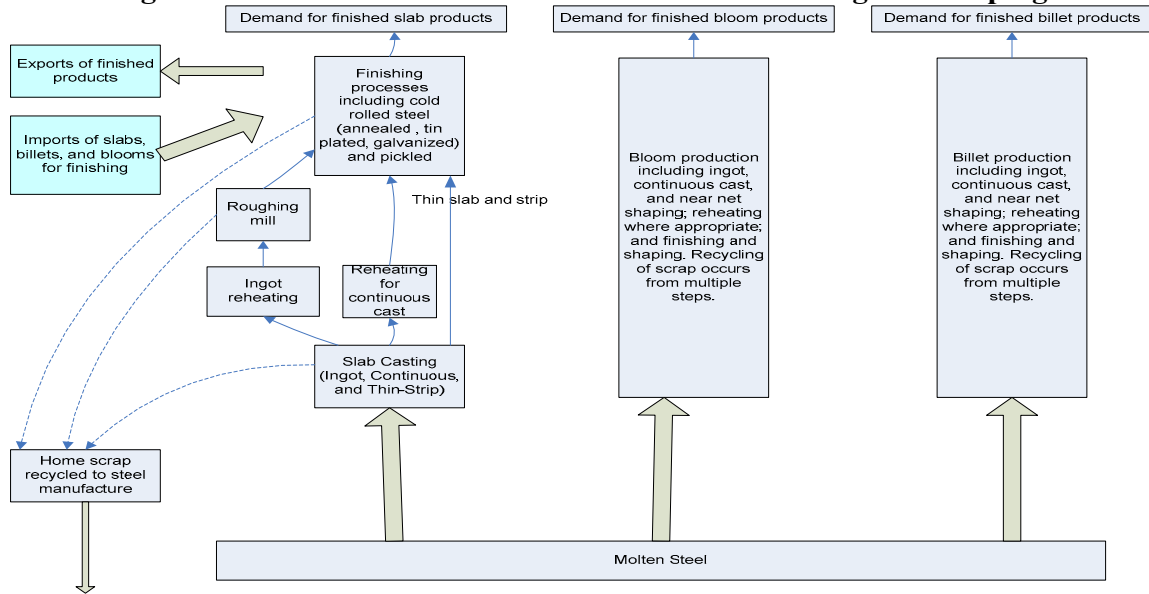 Demand for finished slab products
Demand for finished bloom products
Demand for finished billet products
Exports of finished
products
Imports of slabs,
billets, and blooms
for finishing
Finishing
processes
including cold
rolled steel
(annealed , tin
plated, galvanized)
and pickled
Thin slab and strip
Roughing
mill
Ingot
reheating
Reheating
for
continuous
cast
Slab Casting
(Ingot, Continuous,
and Thin-Strip)
Bloom production
including ingot,
continuous cast,
and near net
shaping; reheating
where appropriate;
and finishing and
shaping. Recycling
of scrap occurs
from multiple
steps.
Billet production
including ingot,
continuous cast,
and near net
shaping; reheating
where appropriate;
and finishing and
shaping. Recycling
of scrap occurs
from multiple
steps.
Home scrap
recycled to steel
manufacture
Molten Steel